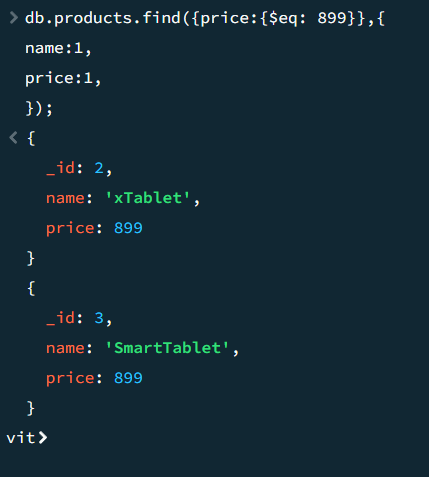 > db.products.find({price:{$eq: 899}},{
name:1,
price:1,
});
< {
_id: 2,
name: 'xTablet',
price: 899
}
{
_id: 3,
name: 'SmartTablet',
price: 899
}
vit>